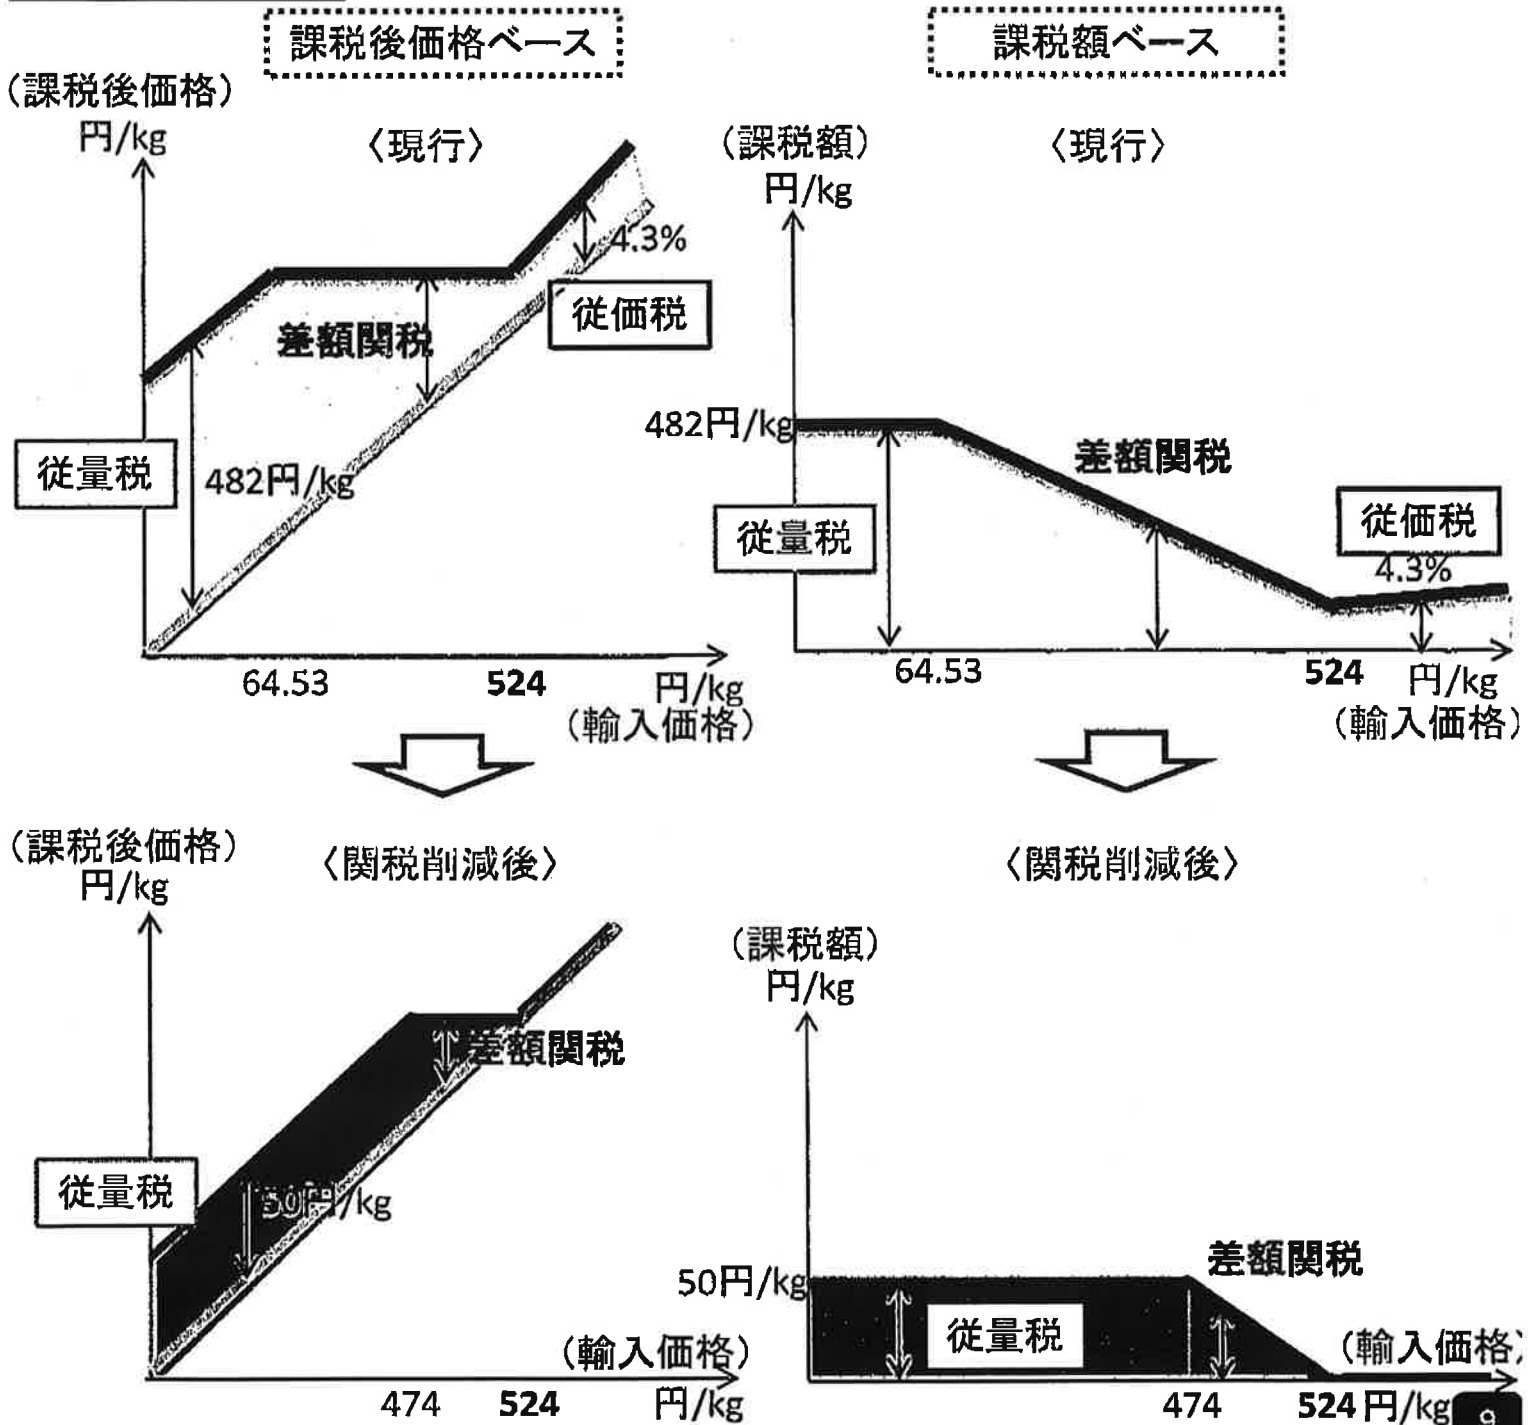 課税後価格ベース
(課税後価格)
円/kg
〈現行〉
4.3%
従価税
差額関税
従量税
482円/kg
64.53
524
円/kg
(輸入価格)
課税額ベース
(課税額)
円/kg
〈現行〉
482円/kg
差額関税
従量税
従価税
4.3%
64.53
524
円/kg
(輸入価格)
(課税後価格)
円/kg
〈関税削減後〉
差額関税
従量税
50円/kg
(輸入価格)
474
524
円/kg
〈関税削減後〉
(課税額)
円/kg
50円/kg
差額関税
従量税
(輸入価格)
474
524円/kg
9